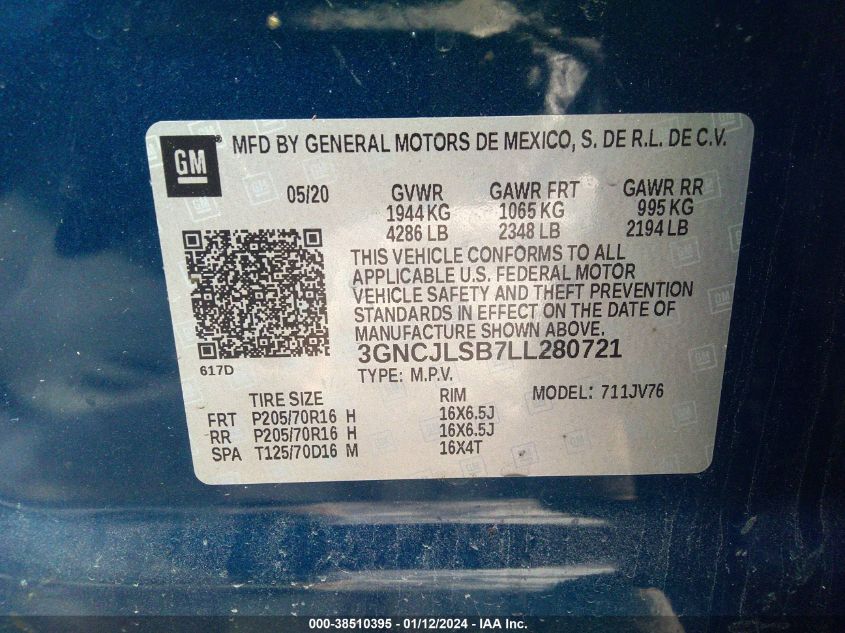 GM MFD BY GENERAL MOTORS DE MEXICO, S. DE R.L. DE C.V.
05/20 GVWR GAWR FRT GAWR RR
1944 KG 1065 KG 995 KG
4286 LB 2348 LB 2194 LB
THIS VEHICLE CONFORMS TO ALL
APPLICABLE U.S. FEDERAL MOTOR
VEHICLE SAFETY AND THEFT PREVENTION
STANDARDS IN EFFECT ON THE DATE OF
MANUFACTURE SHOWN ABOVE.
3GNCJLSB7LL280721
617D TYPE: M.P.V.
TIRE SIZE RIM MODEL: 711JV76
FRT P205/70R16 H 16X6.5J
RR P205/70R16 H 16X6.5J
SPA T125/70D16 M 16X4T
000-38510395 - 01/12/2024 - IAA Inc.